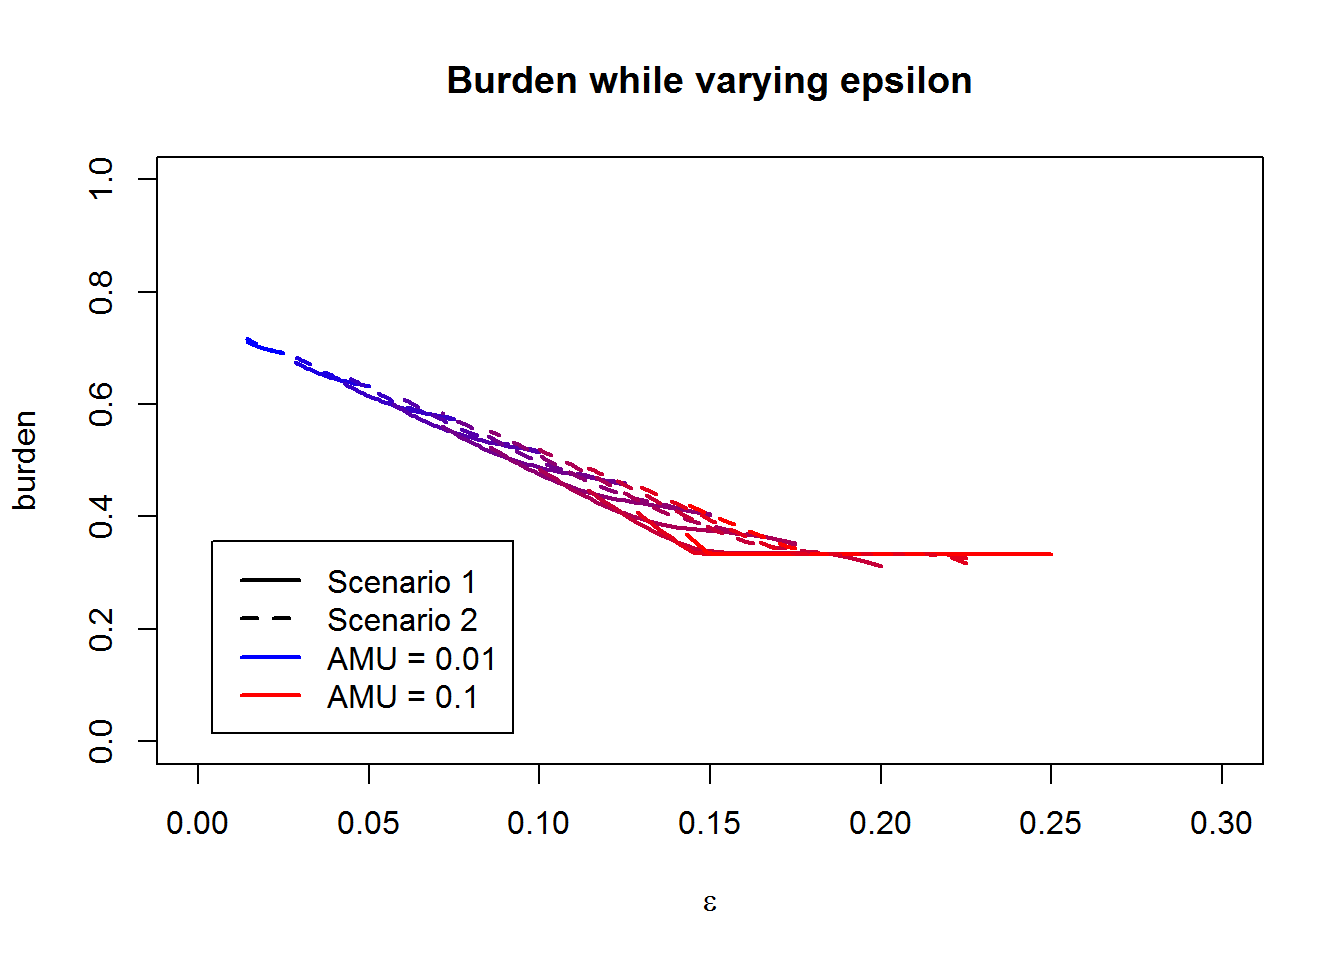 Burden while varying epsilon
burden
1.0
0.8
0.6
0.4
0.2
0.0
Scenario 1
Scenario 2
AMU = 0.01
AMU = 0.1
0.00 0.05 0.10 0.15 0.20 0.25 0.30
ε